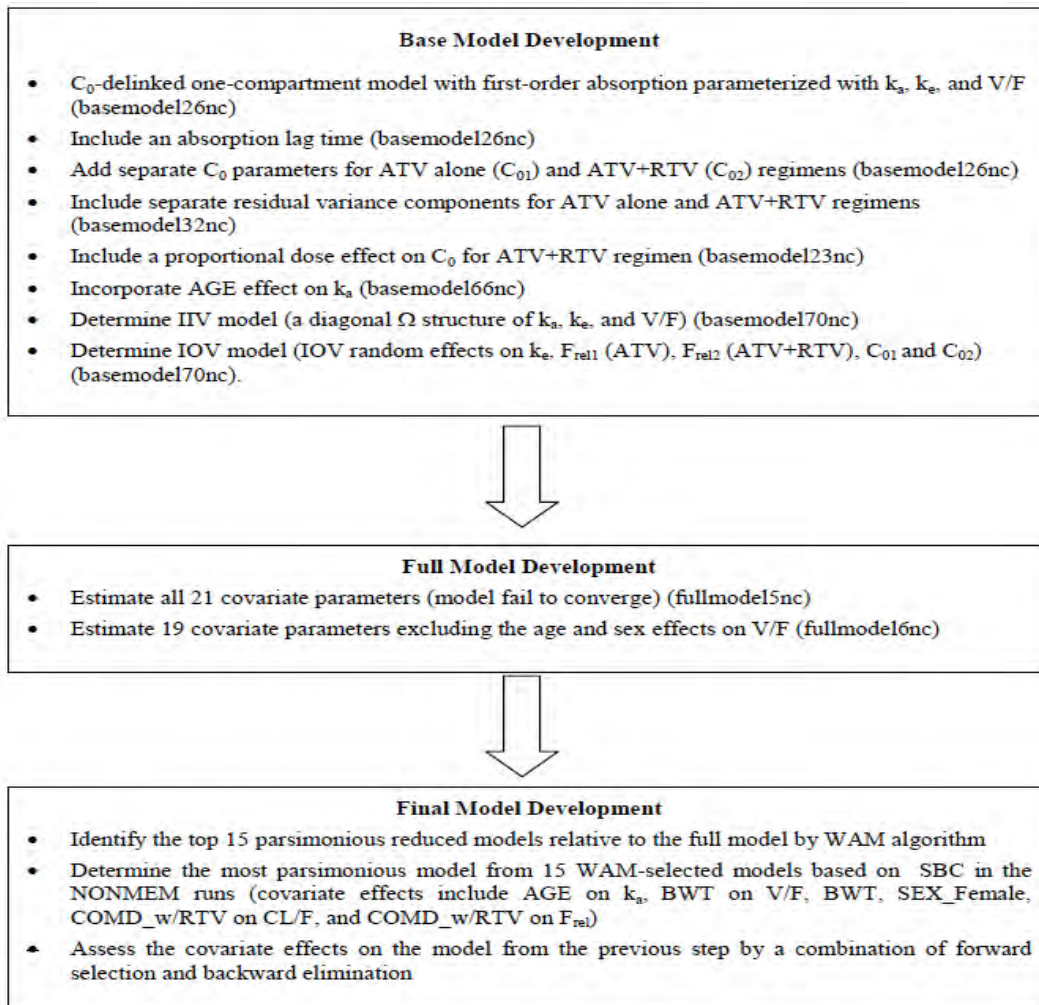 Base Model Development
• C0-delinked one-compartment model with first-order absorption parameterized with ka, ke, and V/F
(basemodel26nc)
• Include an absorption lag time (basemodel26nc)
• Add separate C0 parameters for ATV alone (C01) and ATV+RTV (C02) regimens (basemodel26nc)
• Include separate residual variance components for ATV alone and ATV+RTV regimens
(basemodel32nc)
• Include a proportional dose effect on C0 for ATV+RTV regimen (basemodel23nc)
• Incorporate AGE effect on ka (basemodel66nc)
• Determine IIV model (a diagonal Ω structure of ka, ke, and V/F) (basemodel70nc)
• Determine IOV model (IOV random effects on ke, Frel1 (ATV), Frel2 (ATV+RTV), C01 and C02)
(basemodel70nc).
Full Model Development
• Estimate all 21 covariate parameters (model fail to converge) (fullmodel5nc)
• Estimate 19 covariate parameters excluding the age and sex effects on V/F (fullmodel6nc)
Final Model Development
• Identify the top 15 parsimonious reduced models relative to the full model by WAM algorithm
• Determine the most parsimonious model from 15 WAM-selected models based on SBC in the
NONMEM runs (covariate effects include AGE on ka, BWT on V/F, BWT, SEX_Female,
COMD_w/RTV on CL/F, and COMD_w/RTV on Frel)
• Assess the covariate effects on the model from the previous step by a combination of forward
selection and backward elimination